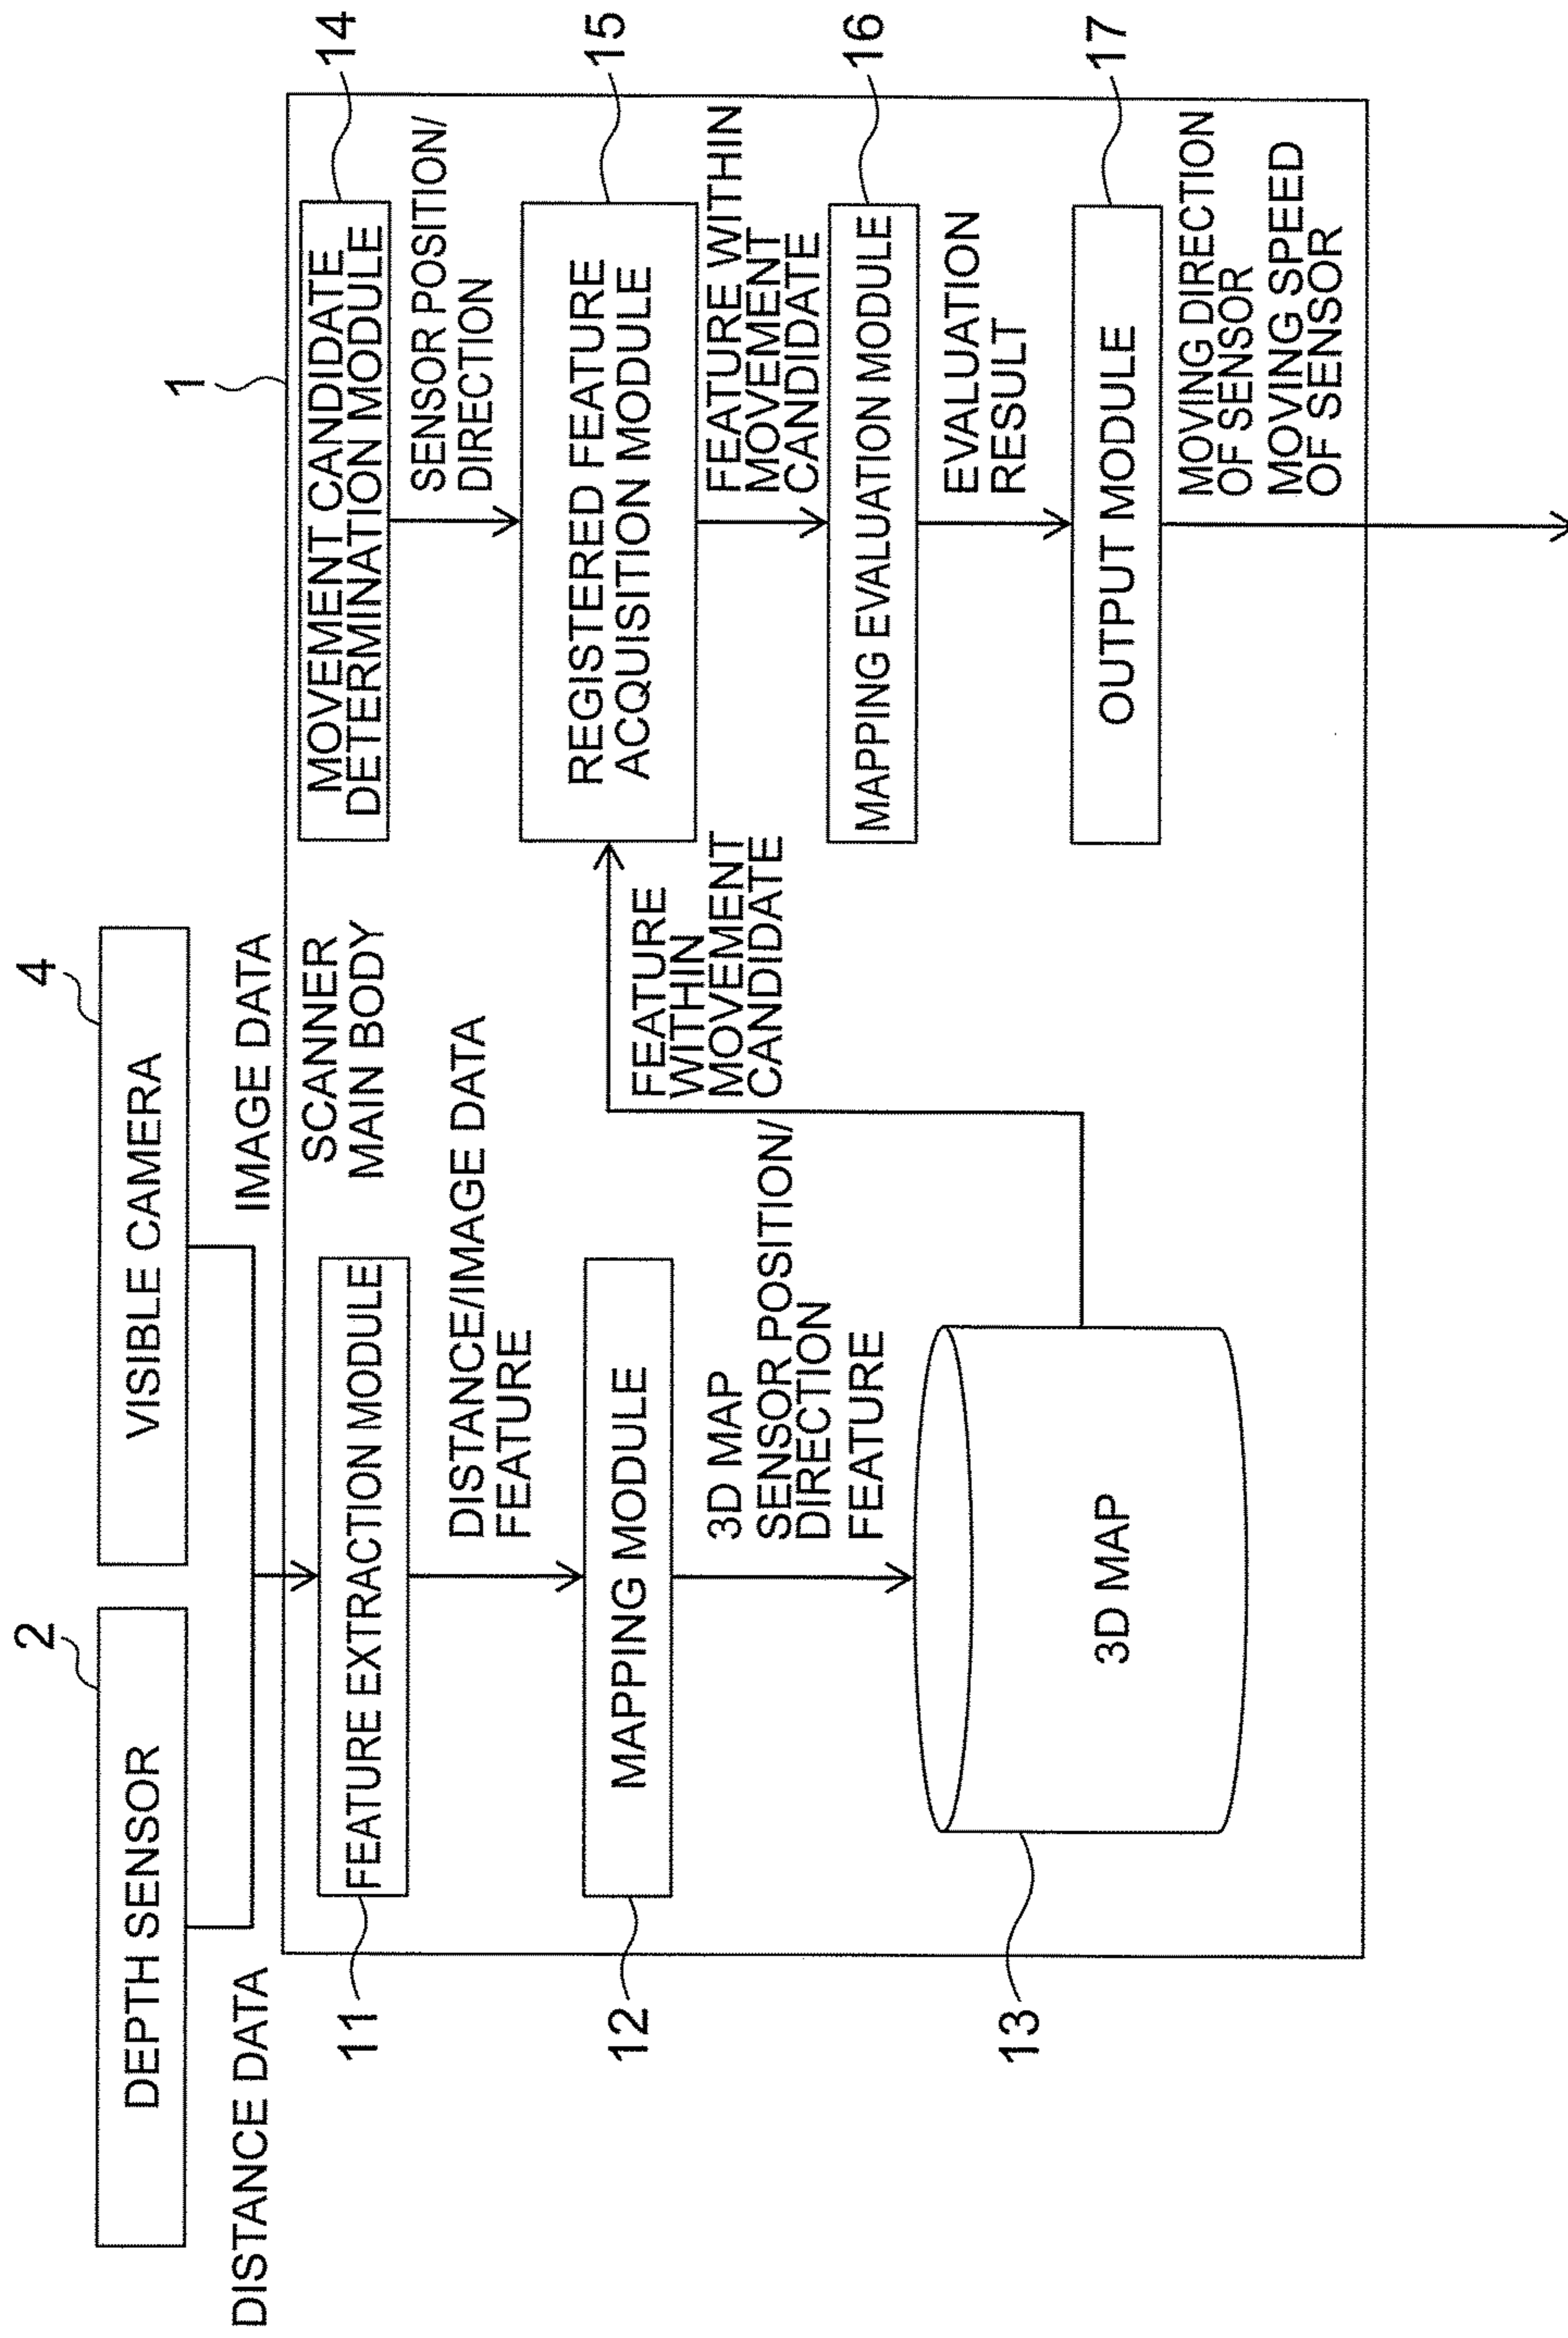 2
DEPTH SENSOR
4
VISIBLE CAMERA
DISTANCE DATA
IMAGE DATA
1
SCANNER
MAIN BODY
11
FEATURE EXTRACTION MODULE
DISTANCE/IMAGE DATA
FEATURE
12
MAPPING MODULE
3D MAP
SENSOR POSITION/
DIRECTION
FEATURE
13
3D MAP
FEATURE
WITHIN
MOVEMENT
CANDIDATE
14
MOVEMENT CANDIDATE
DETERMINATION MODULE
SENSOR POSITION/
DIRECTION
15
REGISTERED FEATURE
ACQUISITION MODULE
FEATURE WITHIN
MOVEMENT
CANDIDATE
16
MAPPING EVALUATION MODULE
EVALUATION
RESULT
17
OUTPUT MODULE
MOVING DIRECTION
OF SENSOR
MOVING SPEED
OF SENSOR